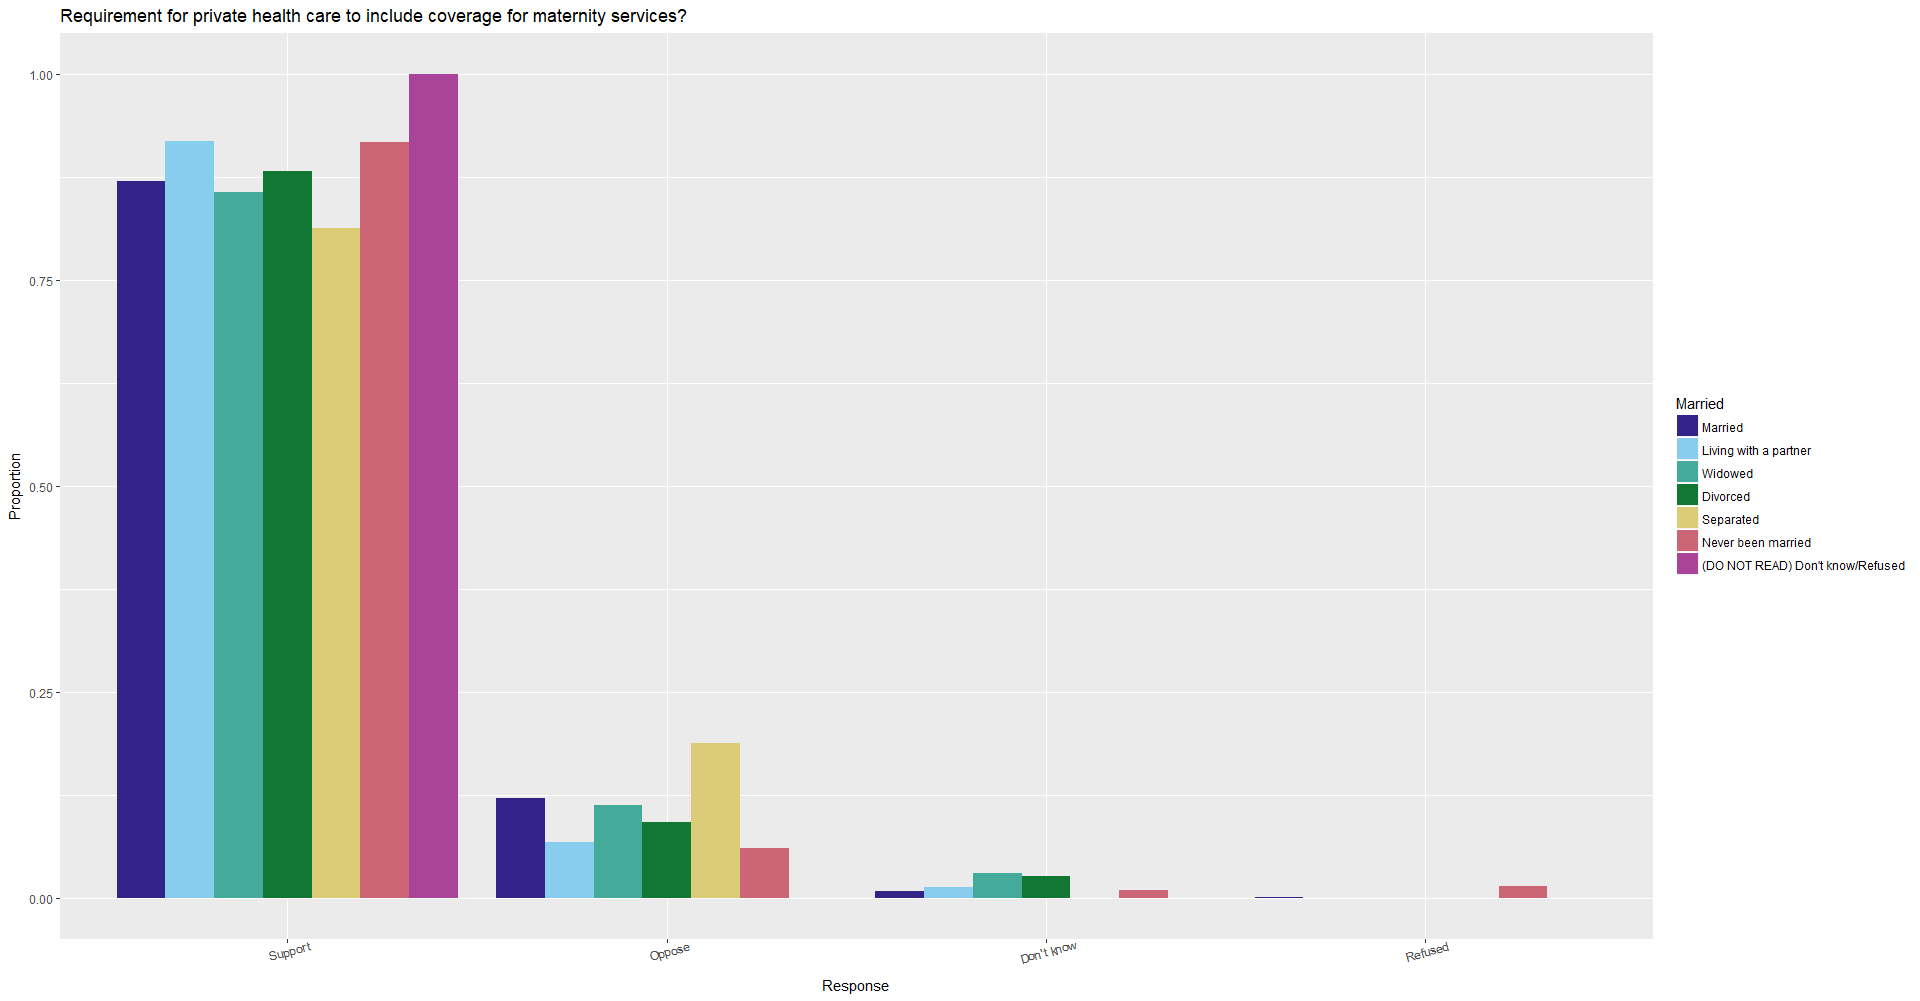 Requirement for private health care to include coverage for maternity services?
1.00
0.75
0.50
0.25
0.00
Proportion
Support
Oppose
Don't know
Refused
Response
Married
Married
Living with a partner
Widowed
Divorced
Separated
Never been married
(DO NOT READ) Don't know/Refused